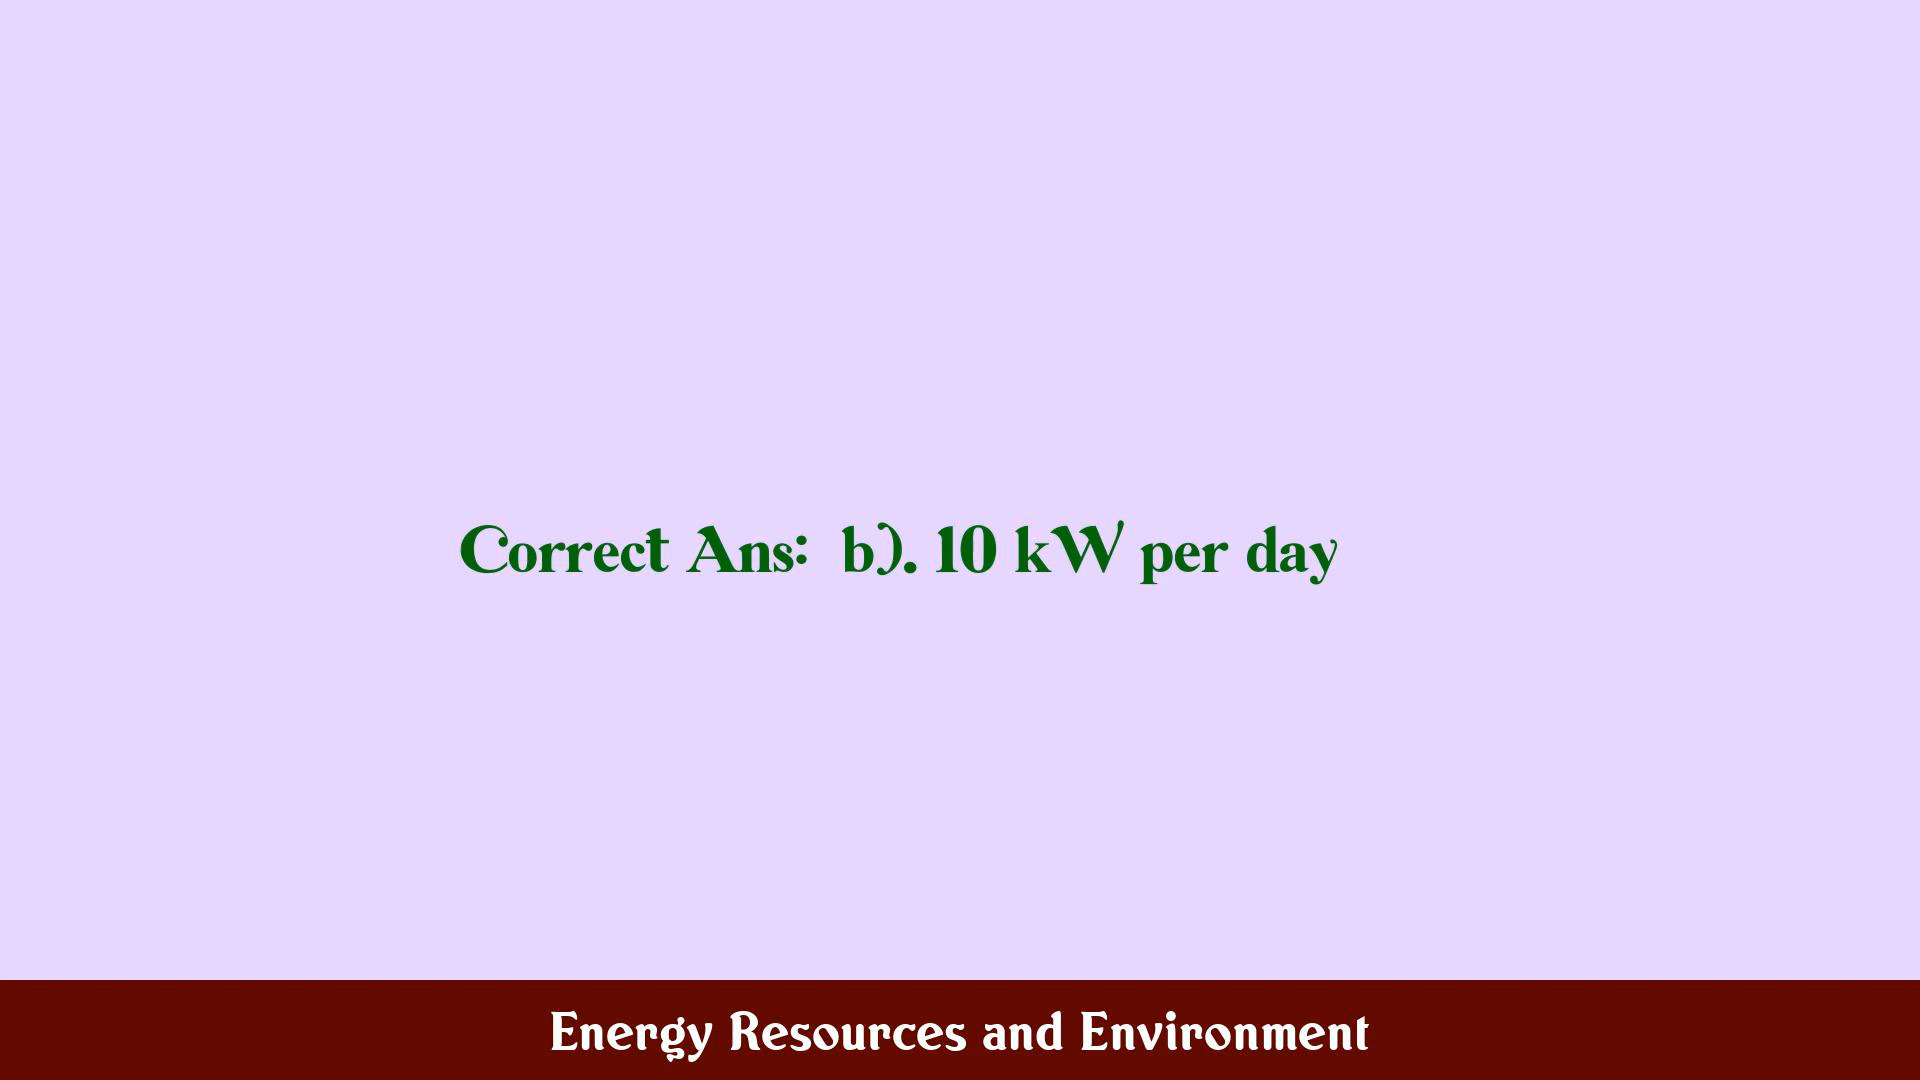 Correct Ans:  b). 10 kW per day
Energy Resources and Environment